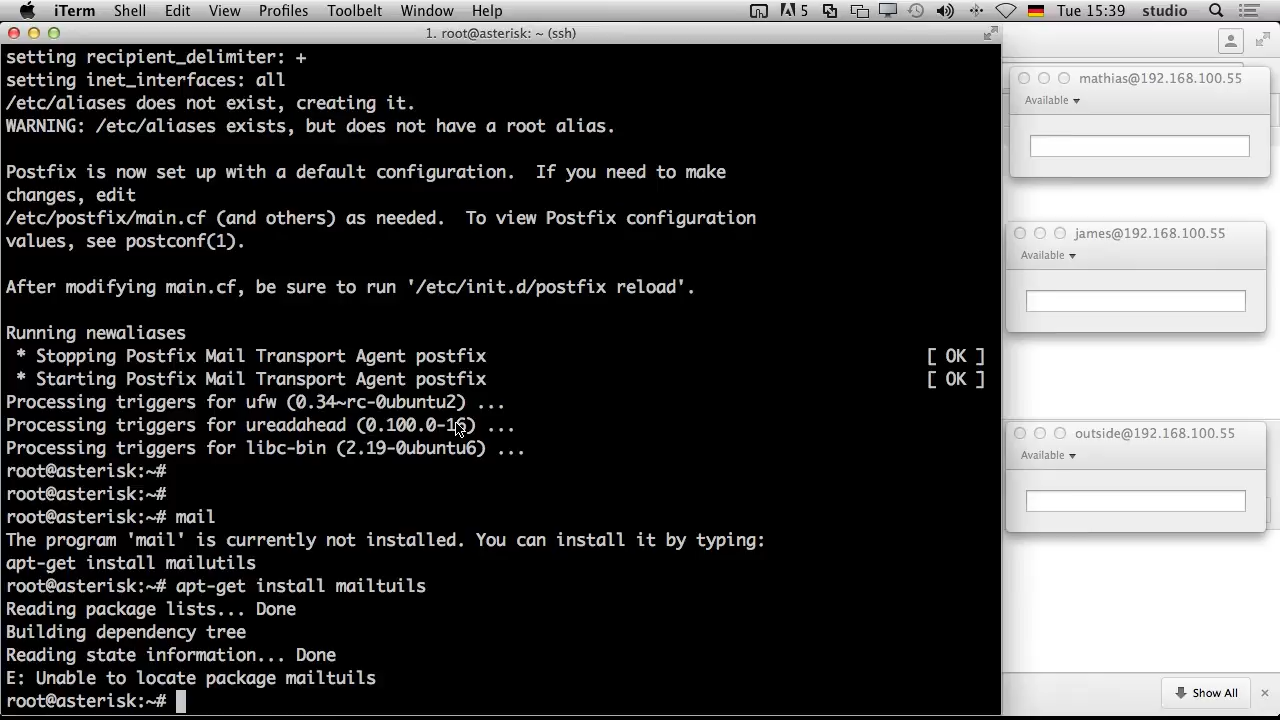 iTerm Shell Edit View Profiles Toolbelt Window Help 5 Tue 15:39 studio
1. root@asterisk: ~ (ssh)
setting recipient_delimiter: +
setting inet_interfaces: all
/etc/aliases does not exist, creating it.
WARNING: /etc/aliases exists, but does not have a root alias.
Postfix is now set up with a default configuration.  If you need to make
changes, edit
/etc/postfix/main.cf (and others) as needed.  To view Postfix configuration
values, see postconf(1).
After modifying main.cf, be sure to run '/etc/init.d/postfix reload'.
Running newaliases
 * Stopping Postfix Mail Transport Agent postfix [ OK ]
 * Starting Postfix Mail Transport Agent postfix [ OK ]
Processing triggers for ufw (0.34~rc-0ubuntu2) ...
Processing triggers for ureadahead (0.100.0-16) ...
Processing triggers for libc-bin (2.19-0ubuntu6) ...
root@asterisk:~#
root@asterisk:~#
root@asterisk:~# mail
The program 'mail' is currently not installed. You can install it by typing:
apt-get install mailutils
root@asterisk:~# apt-get install mailtuils
Reading package lists... Done
Building dependency tree
Reading state information... Done
E: Unable to locate package mailtuils
root@asterisk:~#
mathias@192.168.100.55
Available
james@192.168.100.55
Available
outside@192.168.100.55
Available
Show All